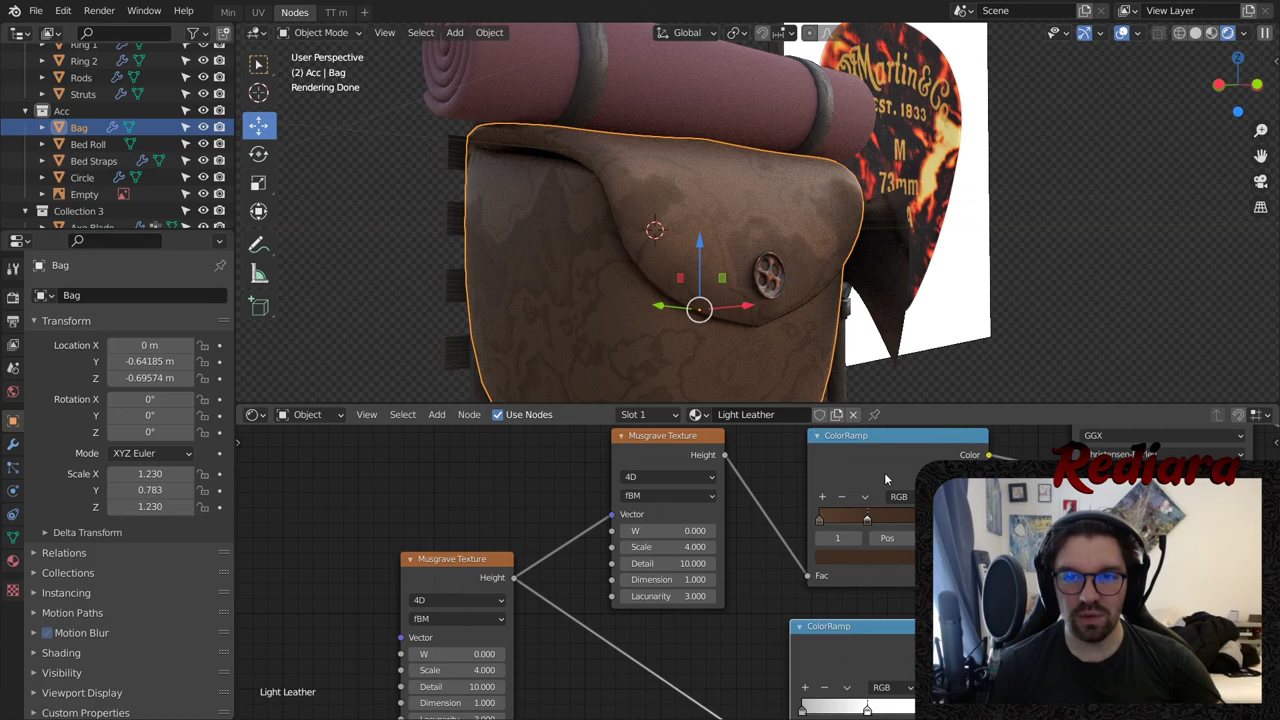 File Edit Render Window Help Min UV Nodes TT m + Scene View Layer
Object Mode View Select Add Object Global
Ring 1
Ring
Rods
Struts
Acc
Bag
Bed Roll
Bed Straps
Circle
Empty
Collection 3
User Perspective
(2) Acc | Bag
Rendering Done
Martin & Co
EST. 1833
M
73mm
Z
Bag
Bag
Transform
Location X 0 m
Y -0.64185 m
Z -0.69574 m
Rotation X 0°
Y 0°
Z 0°
Mode XYZ Euler
Scale X 1.230
Y 0.783
Z 1.230
Delta Transform
Relations
Collections
Instancing
Motion Paths
Motion Blur
Shading
Visibility
Viewport Display
Custom Properties
Object View Select Add Node Use Nodes Slot 1 Light Leather
Musgrave Texture
Height
4D
fBM
Vector
W 0.000
Scale 4.000
Detail 10.000
Dimension 1.000
Lacunarity 3.000
ColorRamp
Color
+ − RGB
1 Pos
Fac
GGX
Christensen-Burley
Musgrave Texture
Height
4D
fBM
Vector
W 0.000
Scale 4.000
Detail 10.000
Dimension 1.000
ColorRamp
+ − RGB
Light Leather
Rediara